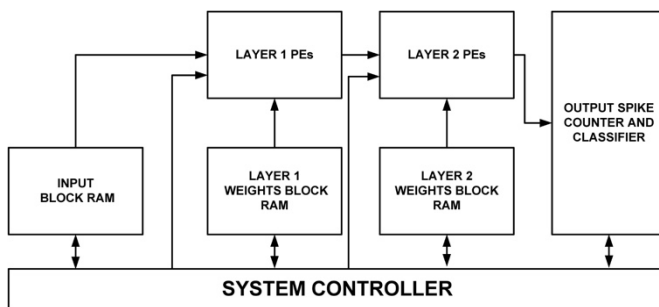 LAYER 1 PEs
LAYER 2 PEs
OUTPUT SPIKE
COUNTER AND
CLASSIFIER
INPUT
BLOCK RAM
LAYER 1
WEIGHTS BLOCK
RAM
LAYER 2
WEIGHTS BLOCK
RAM
SYSTEM CONTROLLER